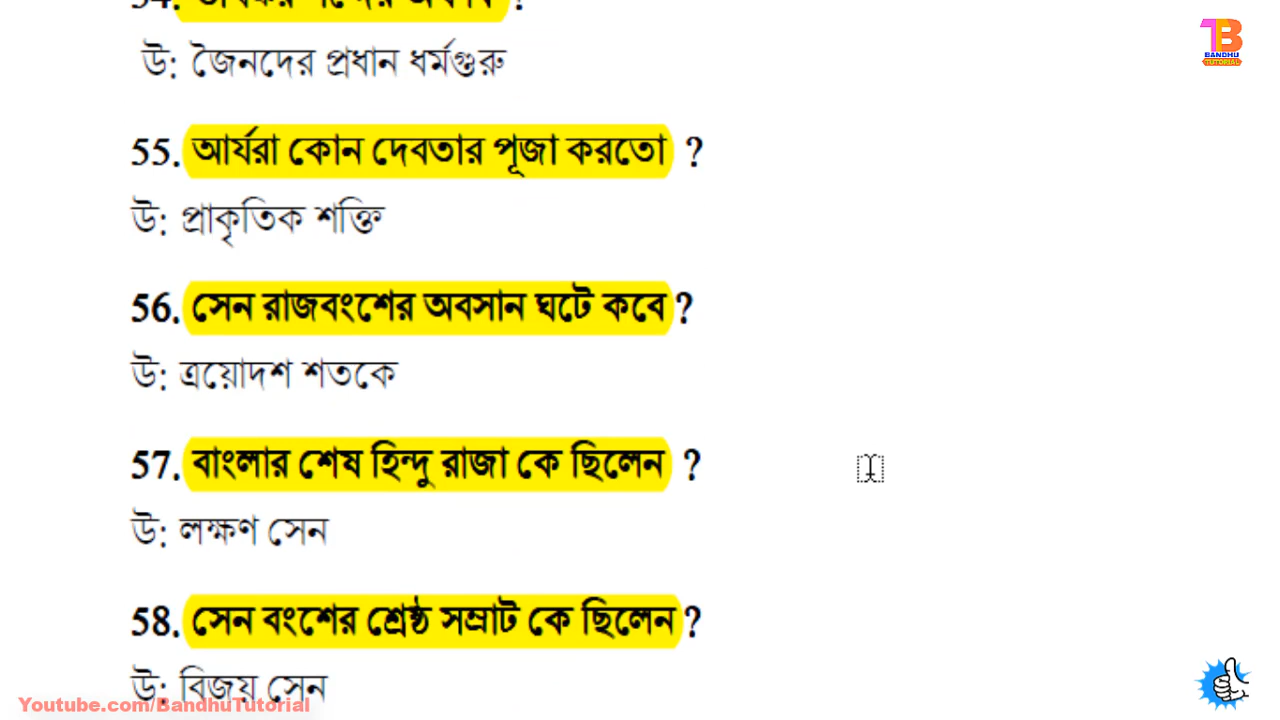 TB
BANDHU
TUTORIAL
উ: জৈনদের প্রধান ধর্মগুরু
55. আর্যরা কোন দেবতার পূজা করতো ?
উ: প্রাকৃতিক শক্তি
56. সেন রাজবংশের অবসান ঘটে কবে ?
উ: ত্রয়োদশ শতকে
57. বাংলার শেষ হিন্দু রাজা কে ছিলেন ?
উ: লক্ষণ সেন
58. সেন বংশের শ্রেষ্ঠ সম্রাট কে ছিলেন ?
উ: বিজয় সেন
Youtube.com/BandhuTutorial